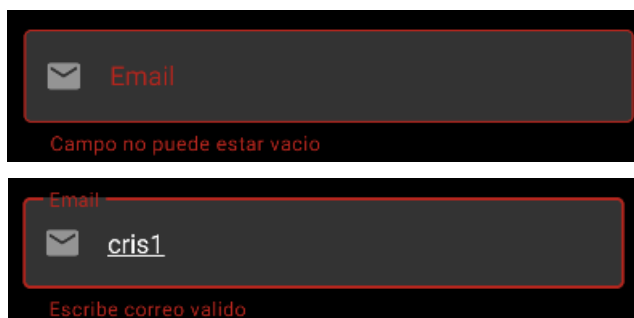 Email
Campo no puede estar vacio
Email
cris1
Escribe correo valido